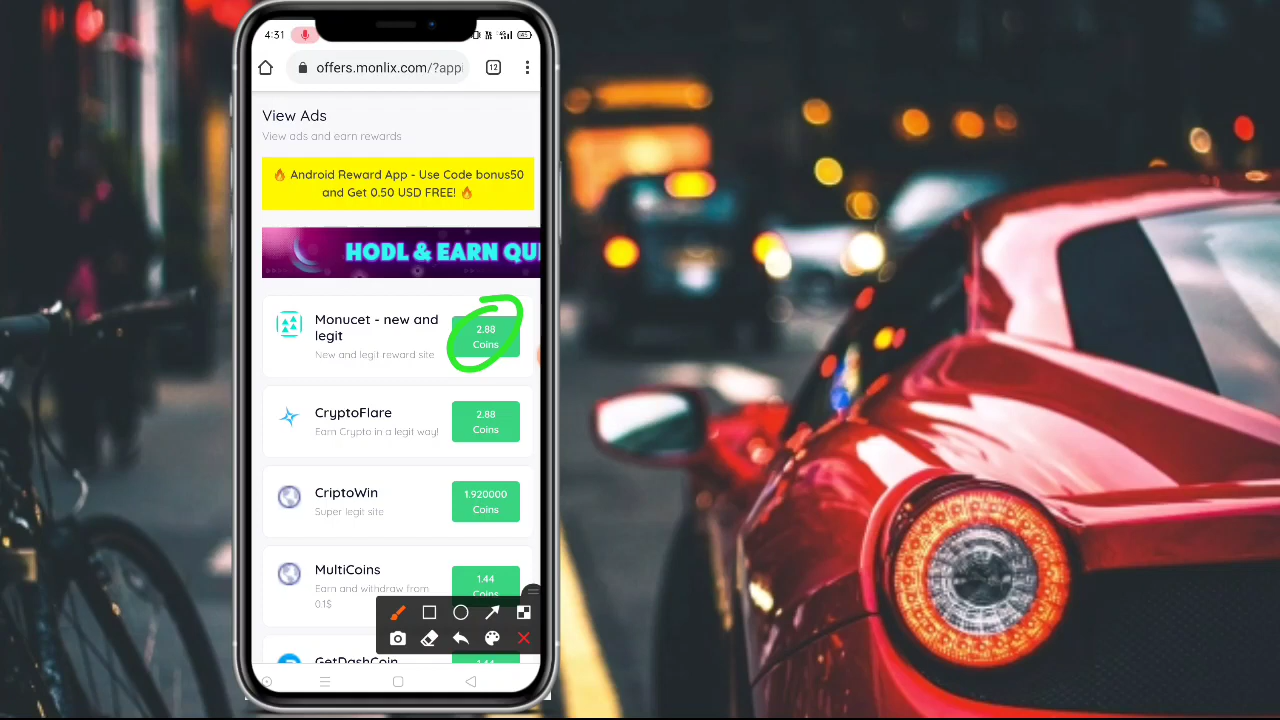 4:31
offers.monlix.com/?app
12
View Ads
View ads and earn rewards
🔥 Android Reward App - Use Code bonus50
and Get 0.50 USD FREE! 🔥
HODL & EARN QU
Monucet - new and
legit
New and legit reward site
2.88
Coins
CryptoFlare
Earn Crypto in a legit way!
2.88
Coins
CriptoWin
Super legit site
1.920000
Coins
MultiCoins
Earn and withdraw from
0.1$
1.44
Coins
GetDashCoin
1.44